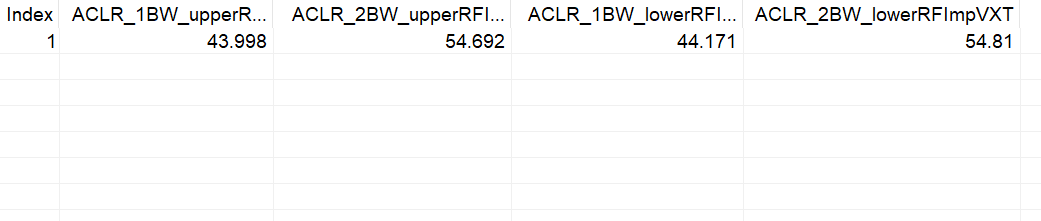 Index ACLR_1BW_upperR... ACLR_2BW_upperRFI... ACLR_1BW_lowerRFI... ACLR_2BW_lowerRFImpVXT
1 43.998 54.692 44.171 54.81